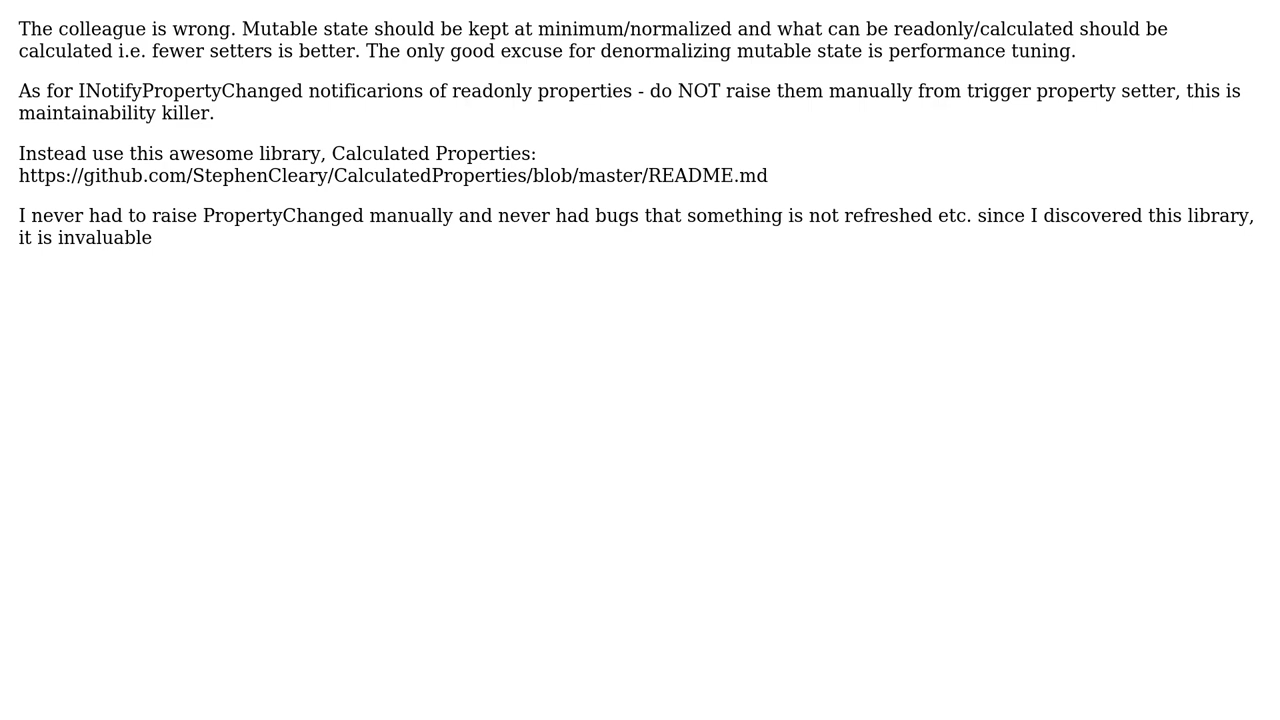 The colleague is wrong. Mutable state should be kept at minimum/normalized and what can be readonly/calculated should be
calculated i.e. fewer setters is better. The only good excuse for denormalizing mutable state is performance tuning.
As for INotifyPropertyChanged notificarions of readonly properties - do NOT raise them manually from trigger property setter, this is
maintainability killer.
Instead use this awesome library, Calculated Properties:
https://github.com/StephenCleary/CalculatedProperties/blob/master/README.md
I never had to raise PropertyChanged manually and never had bugs that something is not refreshed etc. since I discovered this library,
it is invaluable